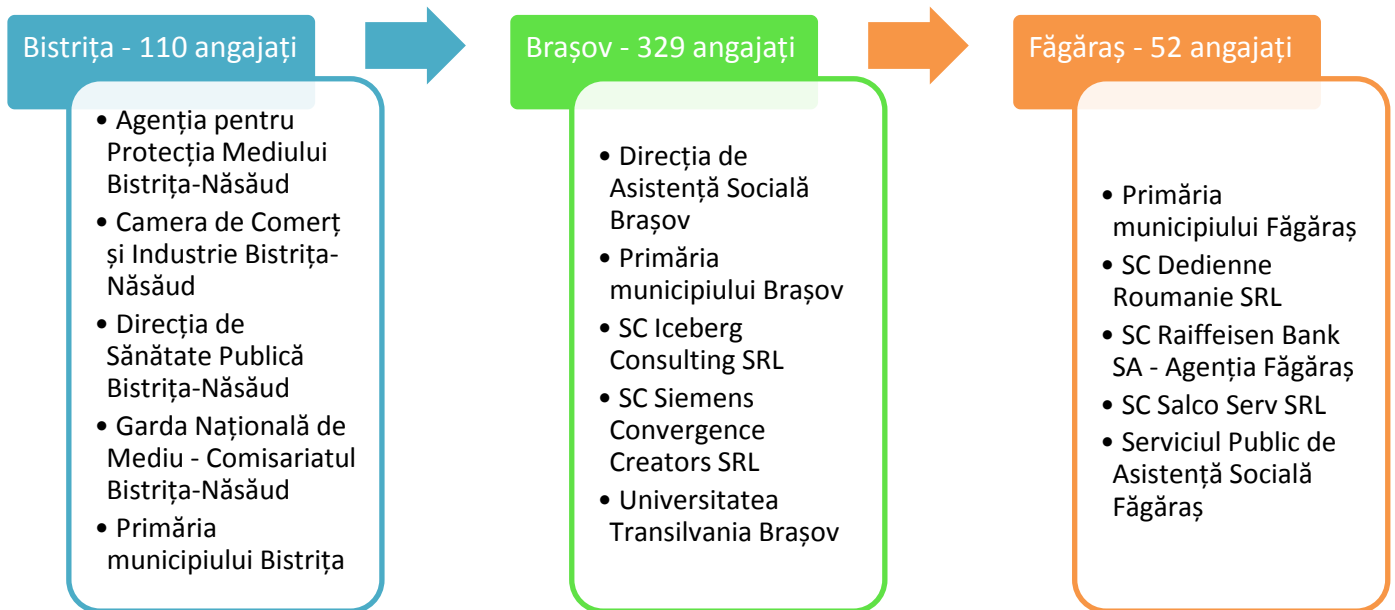 Bistrița - 110 angajați
• Agenția pentru
Protecția Mediului
Bistrița-Năsăud
• Camera de Comerț
și Industrie Bistrița-
Năsăud
• Direcția de
Sănătate Publică
Bistrița-Năsăud
• Garda Națională de
Mediu - Comisariatul
Bistrița-Năsăud
• Primăria
municipiului Bistrița
Brașov - 329 angajați
• Direcția de
Asistență Socială
Brașov
• Primăria
municipiului Brașov
• SC Iceberg
Consulting SRL
• SC Siemens
Convergence
Creators SRL
• Universitatea
Transilvania Brașov
Făgăraș - 52 angajați
• Primăria
municipiului Făgăraș
• SC Dedienne
Roumanie SRL
• SC Raiffeisen Bank
SA - Agenția Făgăraș
• SC Salco Serv SRL
• Serviciul Public de
Asistență Socială
Făgăraș